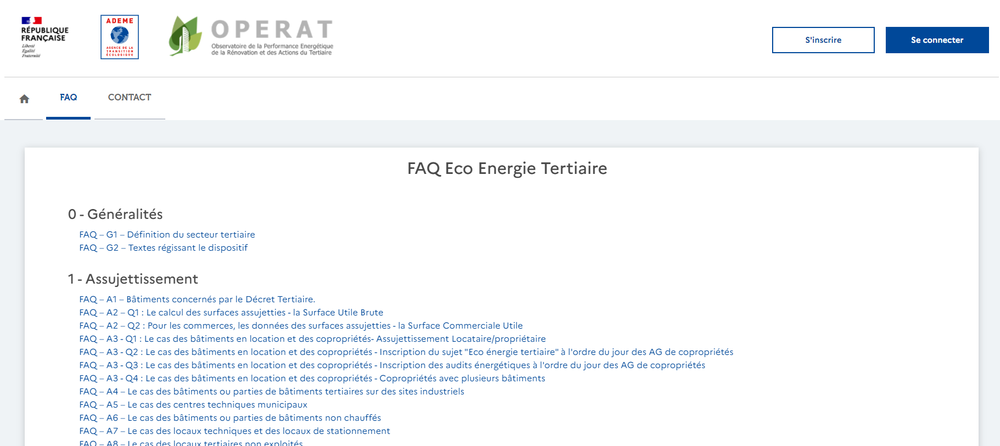 RÉPUBLIQUE
FRANÇAISE
Liberté
Égalité
Fraternité
ADEME
AGENCE DE LA
TRANSITION
ÉCOLOGIQUE
OPERAT
Observatoire de la Performance Energétique
de la Rénovation et des Actions du Tertiaire
S'inscrire
Se connecter
FAQ
CONTACT
FAQ Eco Energie Tertiaire
0 - Généralités
FAQ – G1 – Définition du secteur tertiaire
FAQ – G2 – Textes régissant le dispositif
1 - Assujettissement
FAQ – A1 – Bâtiments concernés par le Décret Tertiaire.
FAQ – A2 – Q1 : Le calcul des surfaces assujetties - la Surface Utile Brute
FAQ – A2 – Q2 : Pour les commerces, les données des surfaces assujetties - la Surface Commerciale Utile
FAQ – A3 - Q1 : Le cas des bâtiments en location et des copropriétés- Assujettissement Locataire/propriétaire
FAQ – A3 - Q2 : Le cas des bâtiments en location et des copropriétés - Inscription du sujet "Eco énergie tertiaire" à l'ordre du jour des AG de copropriétés
FAQ – A3 - Q3 : Le cas des bâtiments en location et des copropriétés - Inscription des audits énergétiques à l'ordre du jour des AG de copropriétés
FAQ – A3 - Q4 : Le cas des bâtiments en location et des copropriétés - Copropriétés avec plusieurs bâtiments
FAQ – A4 – Le cas des bâtiments ou parties de bâtiments tertiaires sur des sites industriels
FAQ – A5 – Le cas des centres techniques municipaux
FAQ – A6 – Le cas des bâtiments ou parties de bâtiments non chauffés
FAQ – A7 – Le cas des locaux techniques et des locaux de stationnement
FAQ – A8 – Le cas des locaux tertiaires non exploités